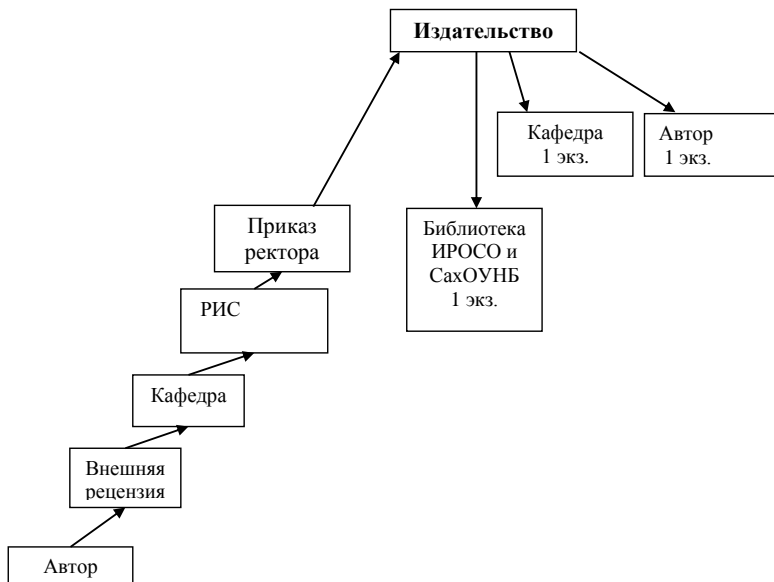 Издательство
Кафедра
1 экз.
Автор
1 экз.
Приказ
ректора
Библиотека
ИРОСО и
СахОУНБ
1 экз.
РИС
Кафедра
Внешняя
рецензия
Автор